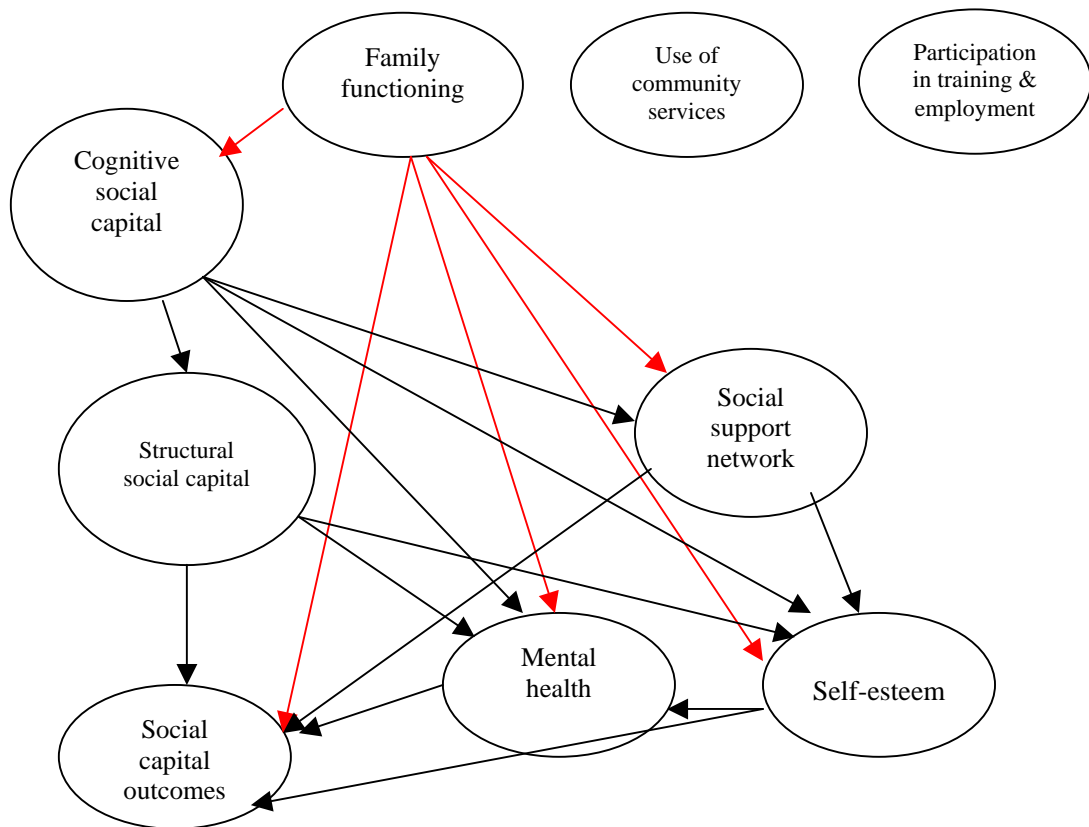 Family
functioning
Use of
community
services
Participation
in training &
employment
Cognitive
social
capital
Social
support
network
Structural
social capital
Mental
health
Self-esteem
Social
capital
outcomes